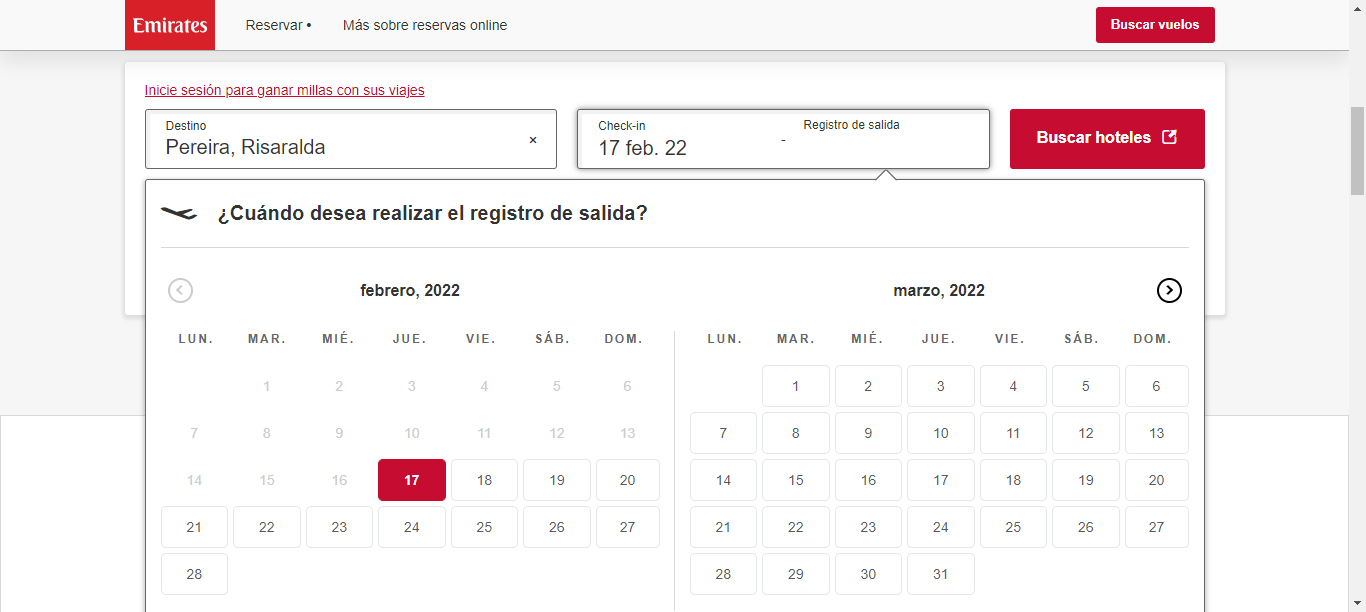 Emirates Reservar • Más sobre reservas online Buscar vuelos
Inicie sesión para ganar millas con sus viajes
Destino
Pereira, Risaralda ×
Check-in Registro de salida
17 feb. 22 -
Buscar hoteles
¿Cuándo desea realizar el registro de salida?
febrero, 2022
LUN. MAR. MIÉ. JUE. VIE. SÁB. DOM.
1 2 3 4 5 6
7 8 9 10 11 12 13
14 15 16 17 18 19 20
21 22 23 24 25 26 27
28
marzo, 2022
LUN. MAR. MIÉ. JUE. VIE. SÁB. DOM.
1 2 3 4 5 6
7 8 9 10 11 12 13
14 15 16 17 18 19 20
21 22 23 24 25 26 27
28 29 30 31